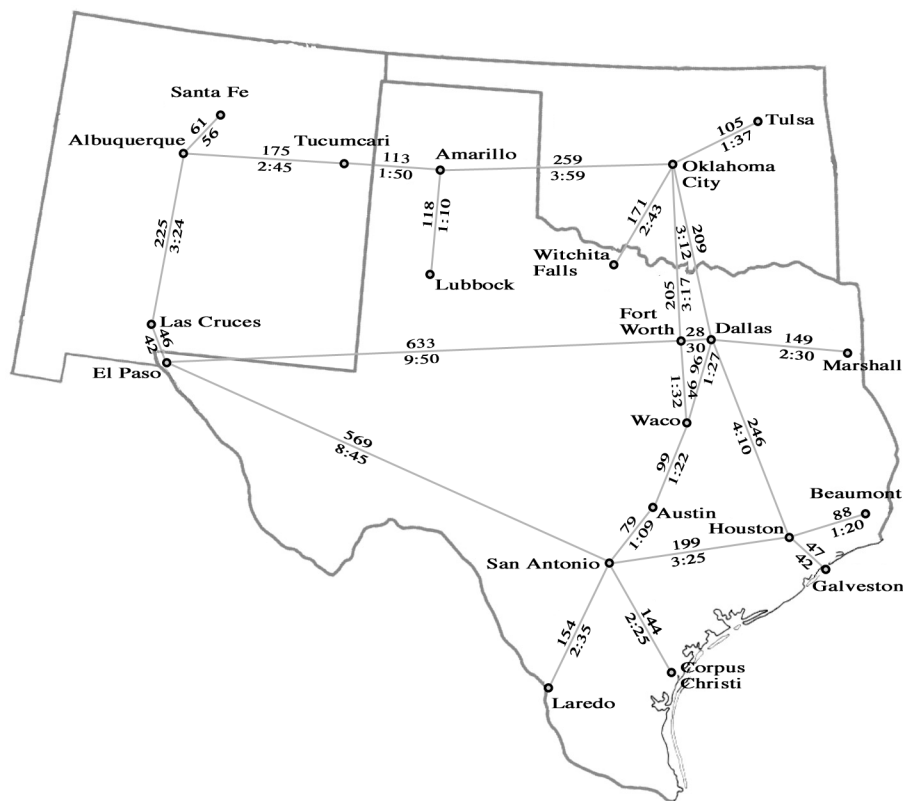 Santa Fe
61
56
Albuquerque
175
2:45
Tucumcari
113
1:50
Amarillo
259
3:59
105
1:37
Tulsa
Oklahoma
City
118
1:10
171
2:43
3:12
209
225
3:24
Witchita
Falls
Lubbock
205
3:17
Las Cruces
46
42
El Paso
633
9:50
Fort
Worth
28
30
Dallas
149
2:30
Marshall
96
1:27
94
1:32
Waco
246
4:10
569
8:45
99
1:22
Beaumont
88
1:20
Austin
79
1:09
Houston
199
3:25
47
42
San Antonio
Galveston
154
2:35
144
2:25
Corpus
Christi
Laredo